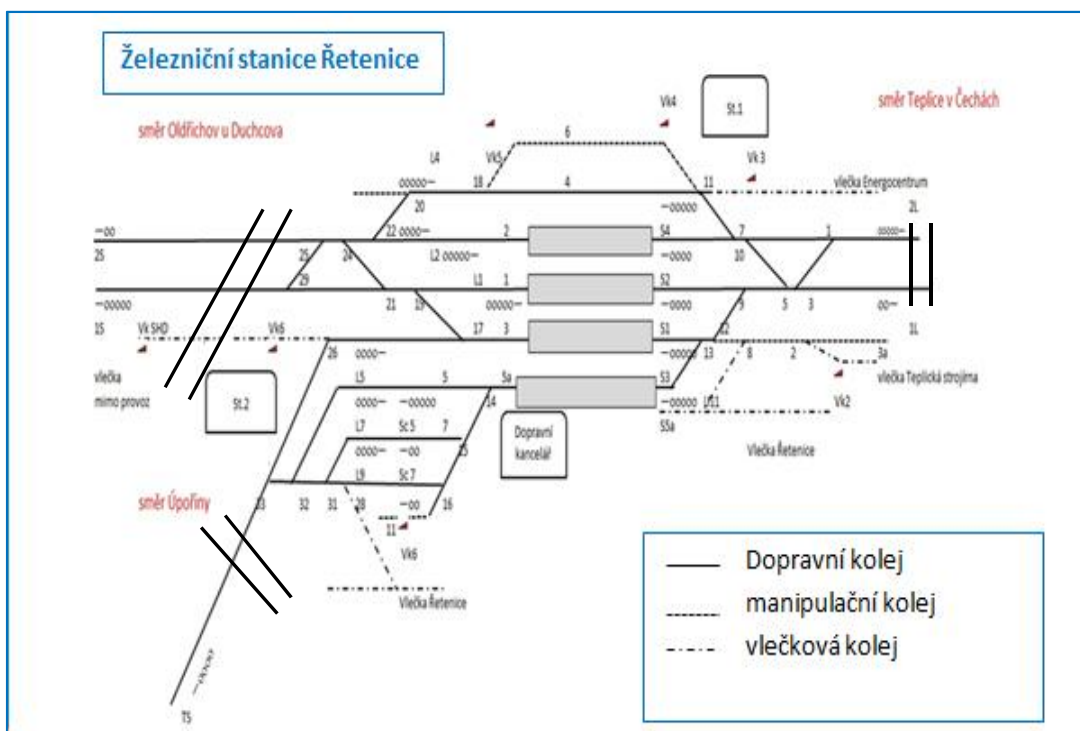 Železniční stanice Řetenice
směr Oldřichov u Duchcova
směr Teplice v Čechách
Vk4
St.1
6
L4
18
Vk5
4
11
Vk 3
vlečka Energocentrum
20
2L
22
2
S4
7
1
25
25
24
L2
10
29
L1
1
S2
21
19
9
5
3
15
Vk SHD
Vk6
17
3
S1
1L
26
13
8
2
3a
vlečka
mimo provoz
St.2
L5
5
5a
S3
vlečka Teplická strojírna
14
Vk2
L7
Sc 5
7
Dopravní
kancelář
S5a
Vlečka Řetenice
L9
Sc 7
směr Úpořiny
33
32
31
28
16
11
Vk6
Vlečka Řetenice
TS
Dopravní kolej
manipulační kolej
vlečková kolej